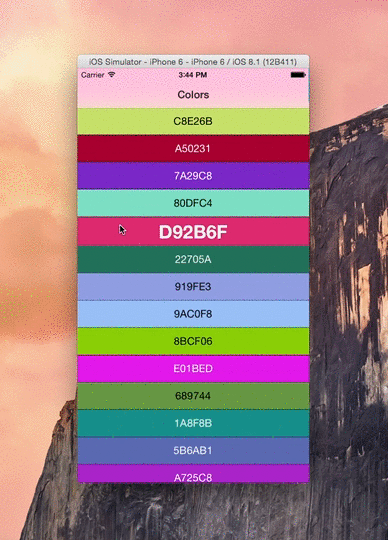 iOS Simulator - iPhone 6 - iPhone 6 / iOS 8.1 (12B411)
Carrier 3:44 PM
Colors
C8E26B
A50231
7A29C8
80DFC4
D92B6F
22705A
919FE3
9AC0F8
8BCF06
E01BED
689744
1A8F8B
5B6AB1
A725C8